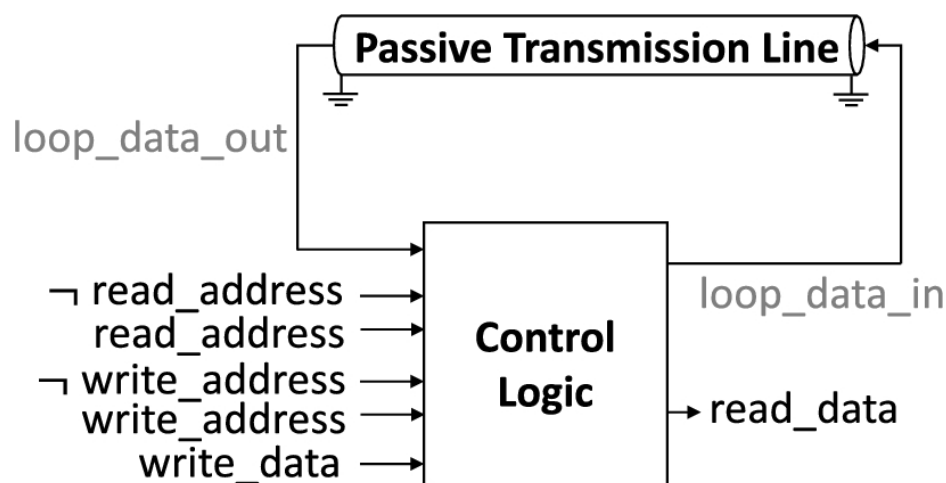 Passive Transmission Line
loop_data_out
¬ read_address
read_address
¬ write_address
write_address
write_data
Control
Logic
loop_data_in
read_data